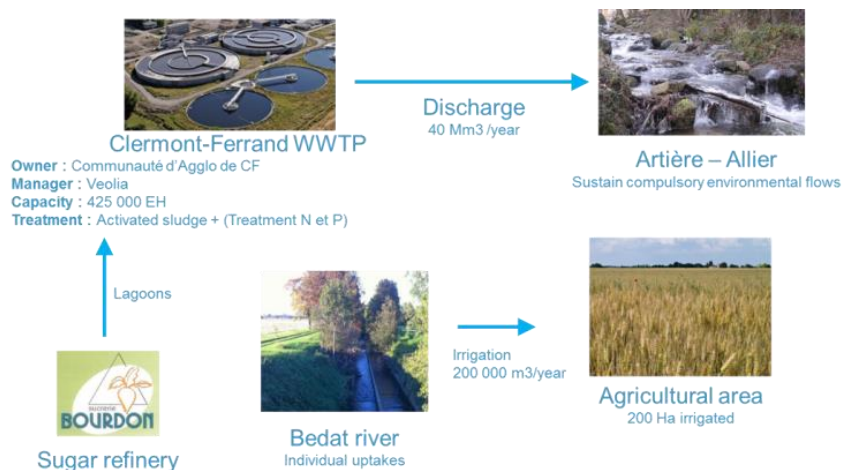 Clermont-Ferrand WWTP
Owner : Communauté d'Agglo de CF
Manager : Veolia
Capacity : 425 000 EH
Treatment : Activated sludge + (Treatment N et P)
Discharge
40 Mm3 /year
Artière – Allier
Sustain compulsory environmental flows
Lagoons
BOURDON
Sugar refinery
Bedat river
Individual uptakes
Irrigation
200 000 m3/year
Agricultural area
200 Ha irrigated